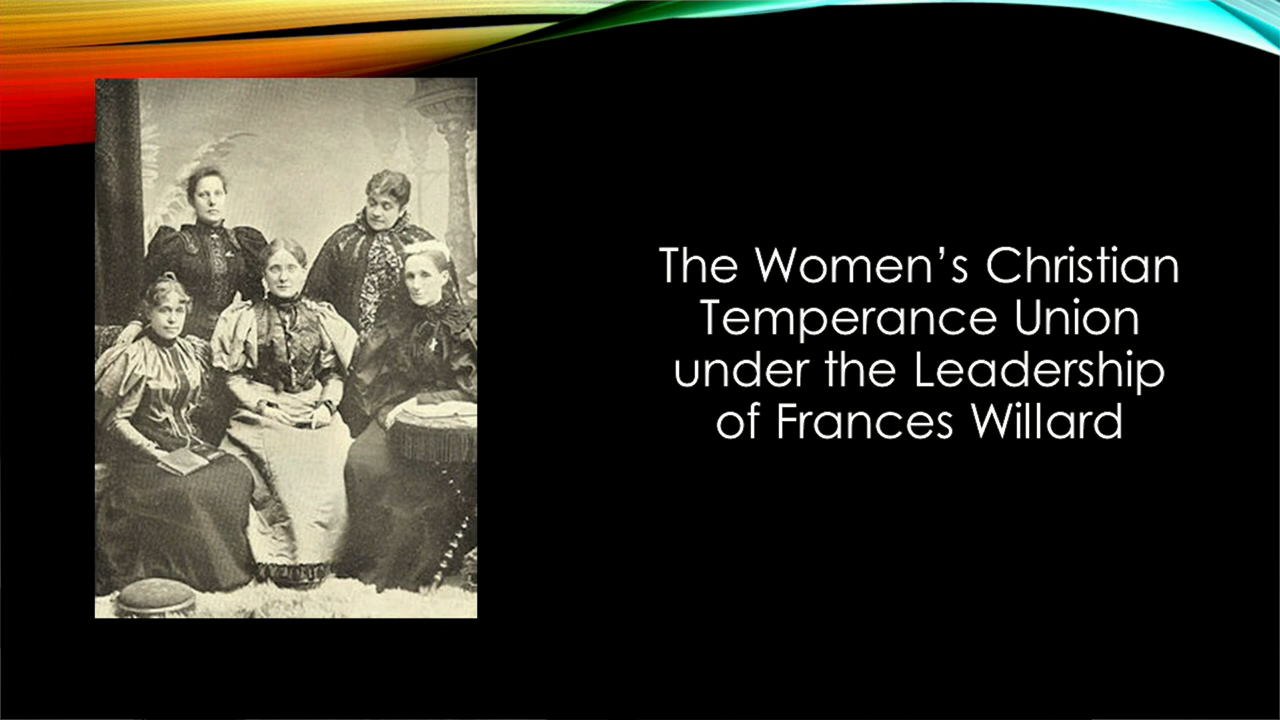 The Women’s Christian
Temperance Union
under the Leadership
of Frances Willard